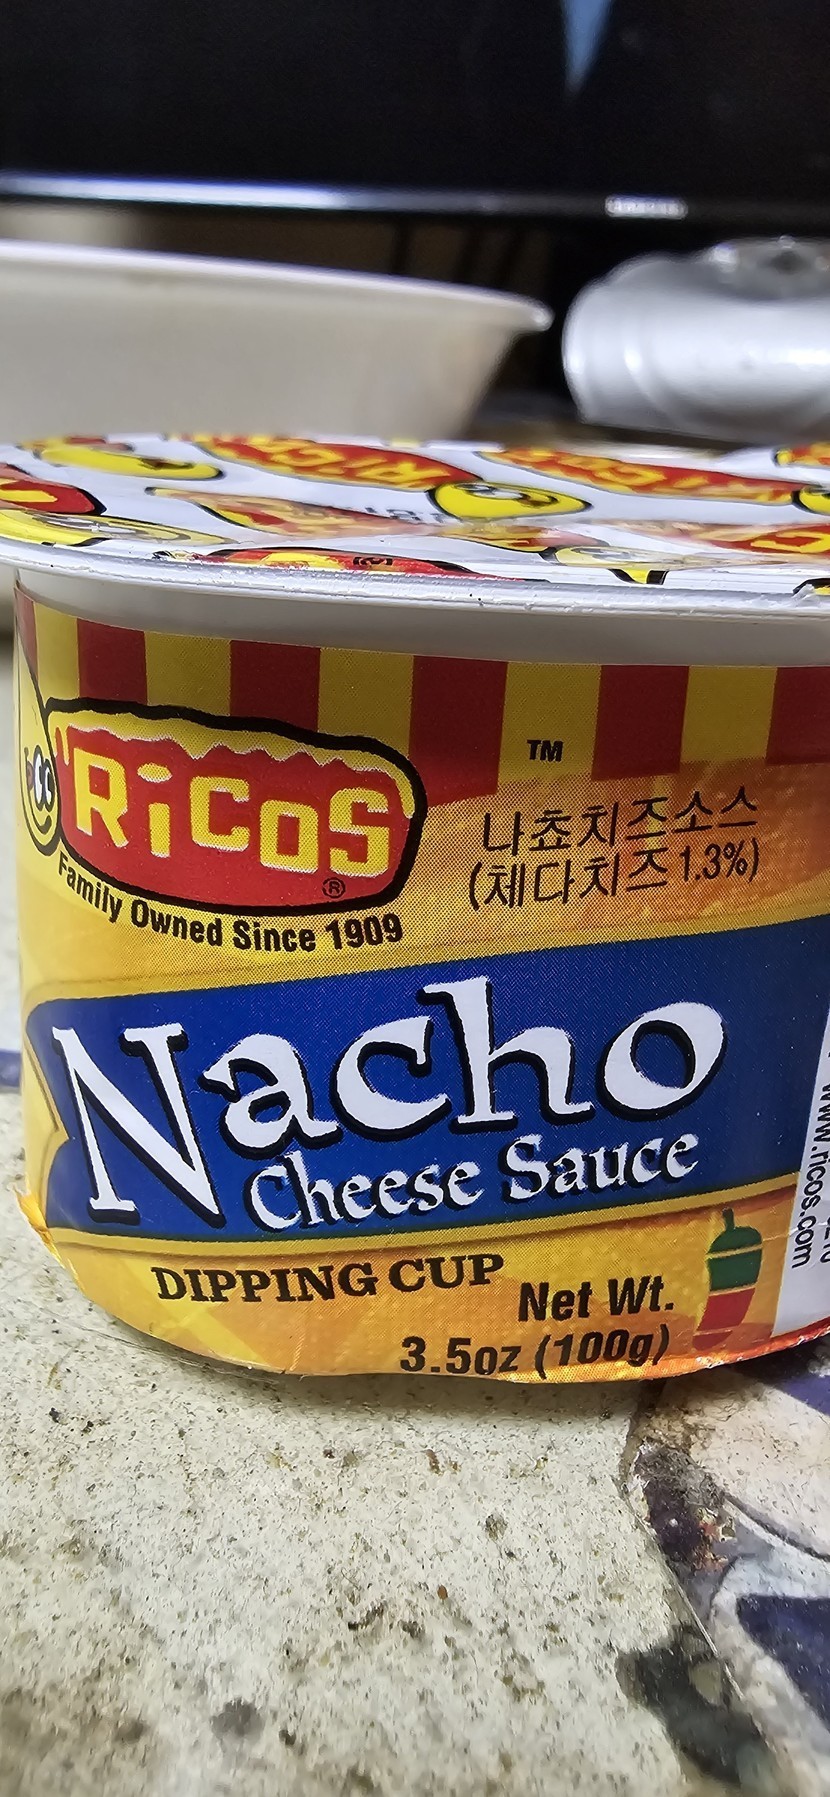 RiCOS
®
Family Owned Since 1909
TM
나쵸치즈소스
(체다치즈 1.3%)
Nacho
Cheese Sauce
DIPPING CUP
Net Wt.
3.5oz (100g)
www.ricos.com